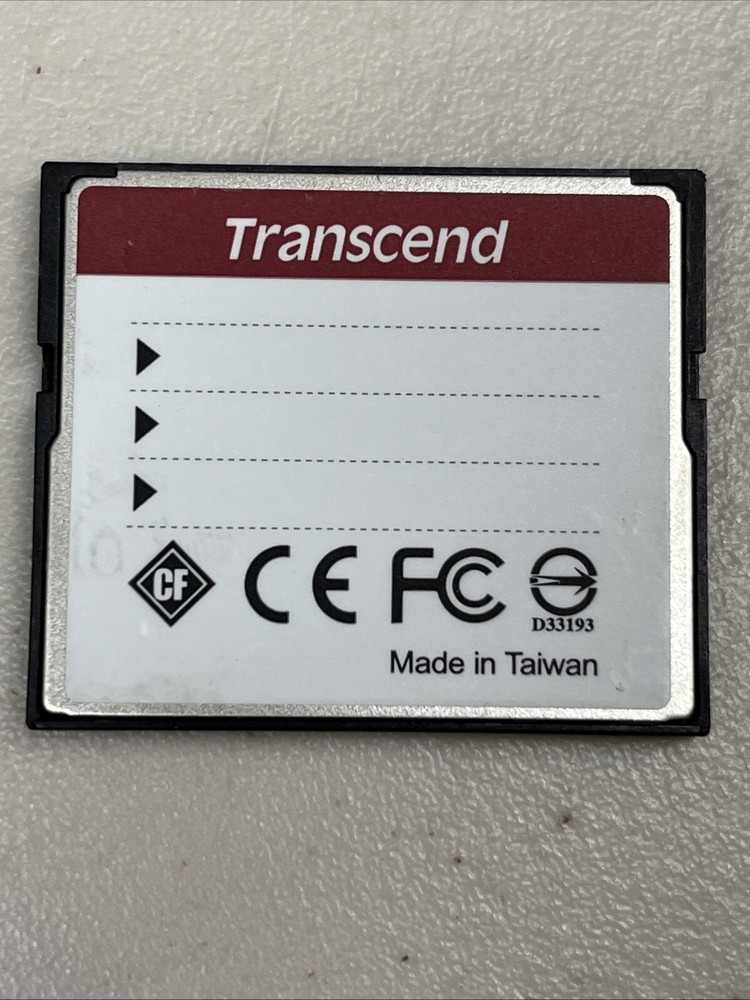 Transcend
CF CE FC
D33193
Made in Taiwan